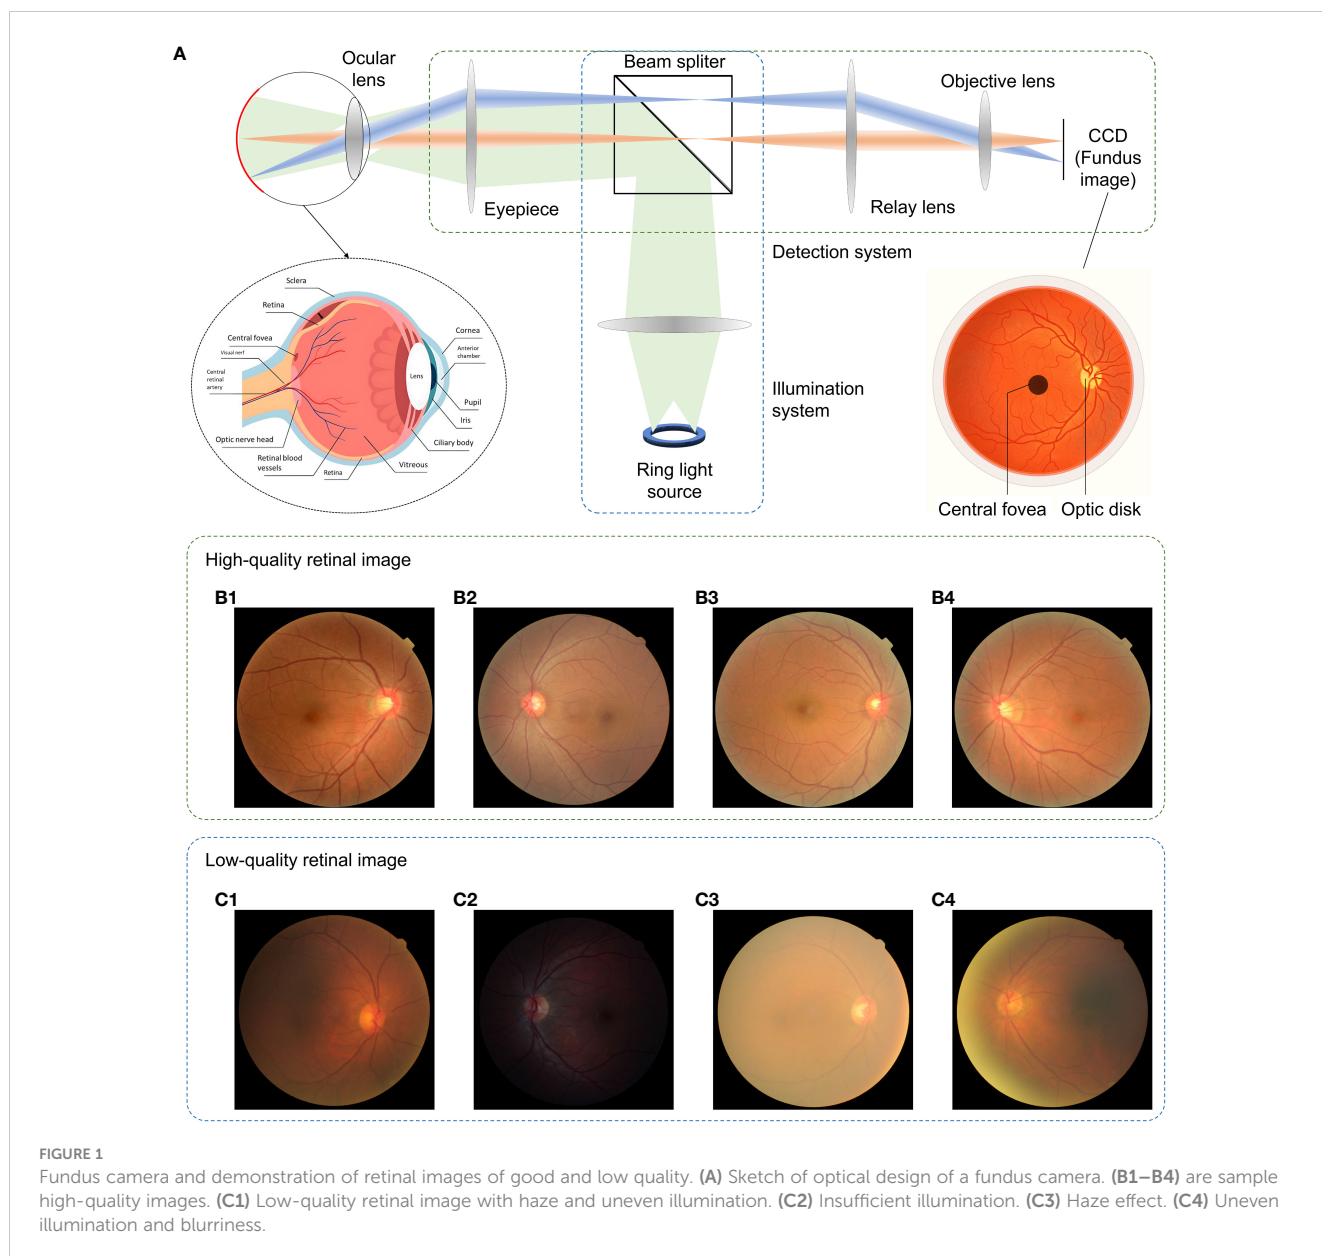 A
Ocular
lens
Beam spliter
Objective lens
CCD
(Fundus
image)
Eyepiece
Relay lens
Detection system
Sclera
Retina
Central fovea
Visual nerf
Central
retinal
artery
Optic nerve head
Retinal blood
vessels
Retina
Vitreous
Ciliary body
Iris
Pupil
Lens
Anterior
chamber
Cornea
Illumination
system
Ring light
source
Central fovea
Optic disk
High-quality retinal image
B1
B2
B3
B4
Low-quality retinal image
C1
C2
C3
C4
FIGURE 1
Fundus camera and demonstration of retinal images of good and low quality. (A) Sketch of optical design of a fundus camera. (B1–B4) are sample
high-quality images. (C1) Low-quality retinal image with haze and uneven illumination. (C2) Insufficient illumination. (C3) Haze effect. (C4) Uneven
illumination and blurriness.